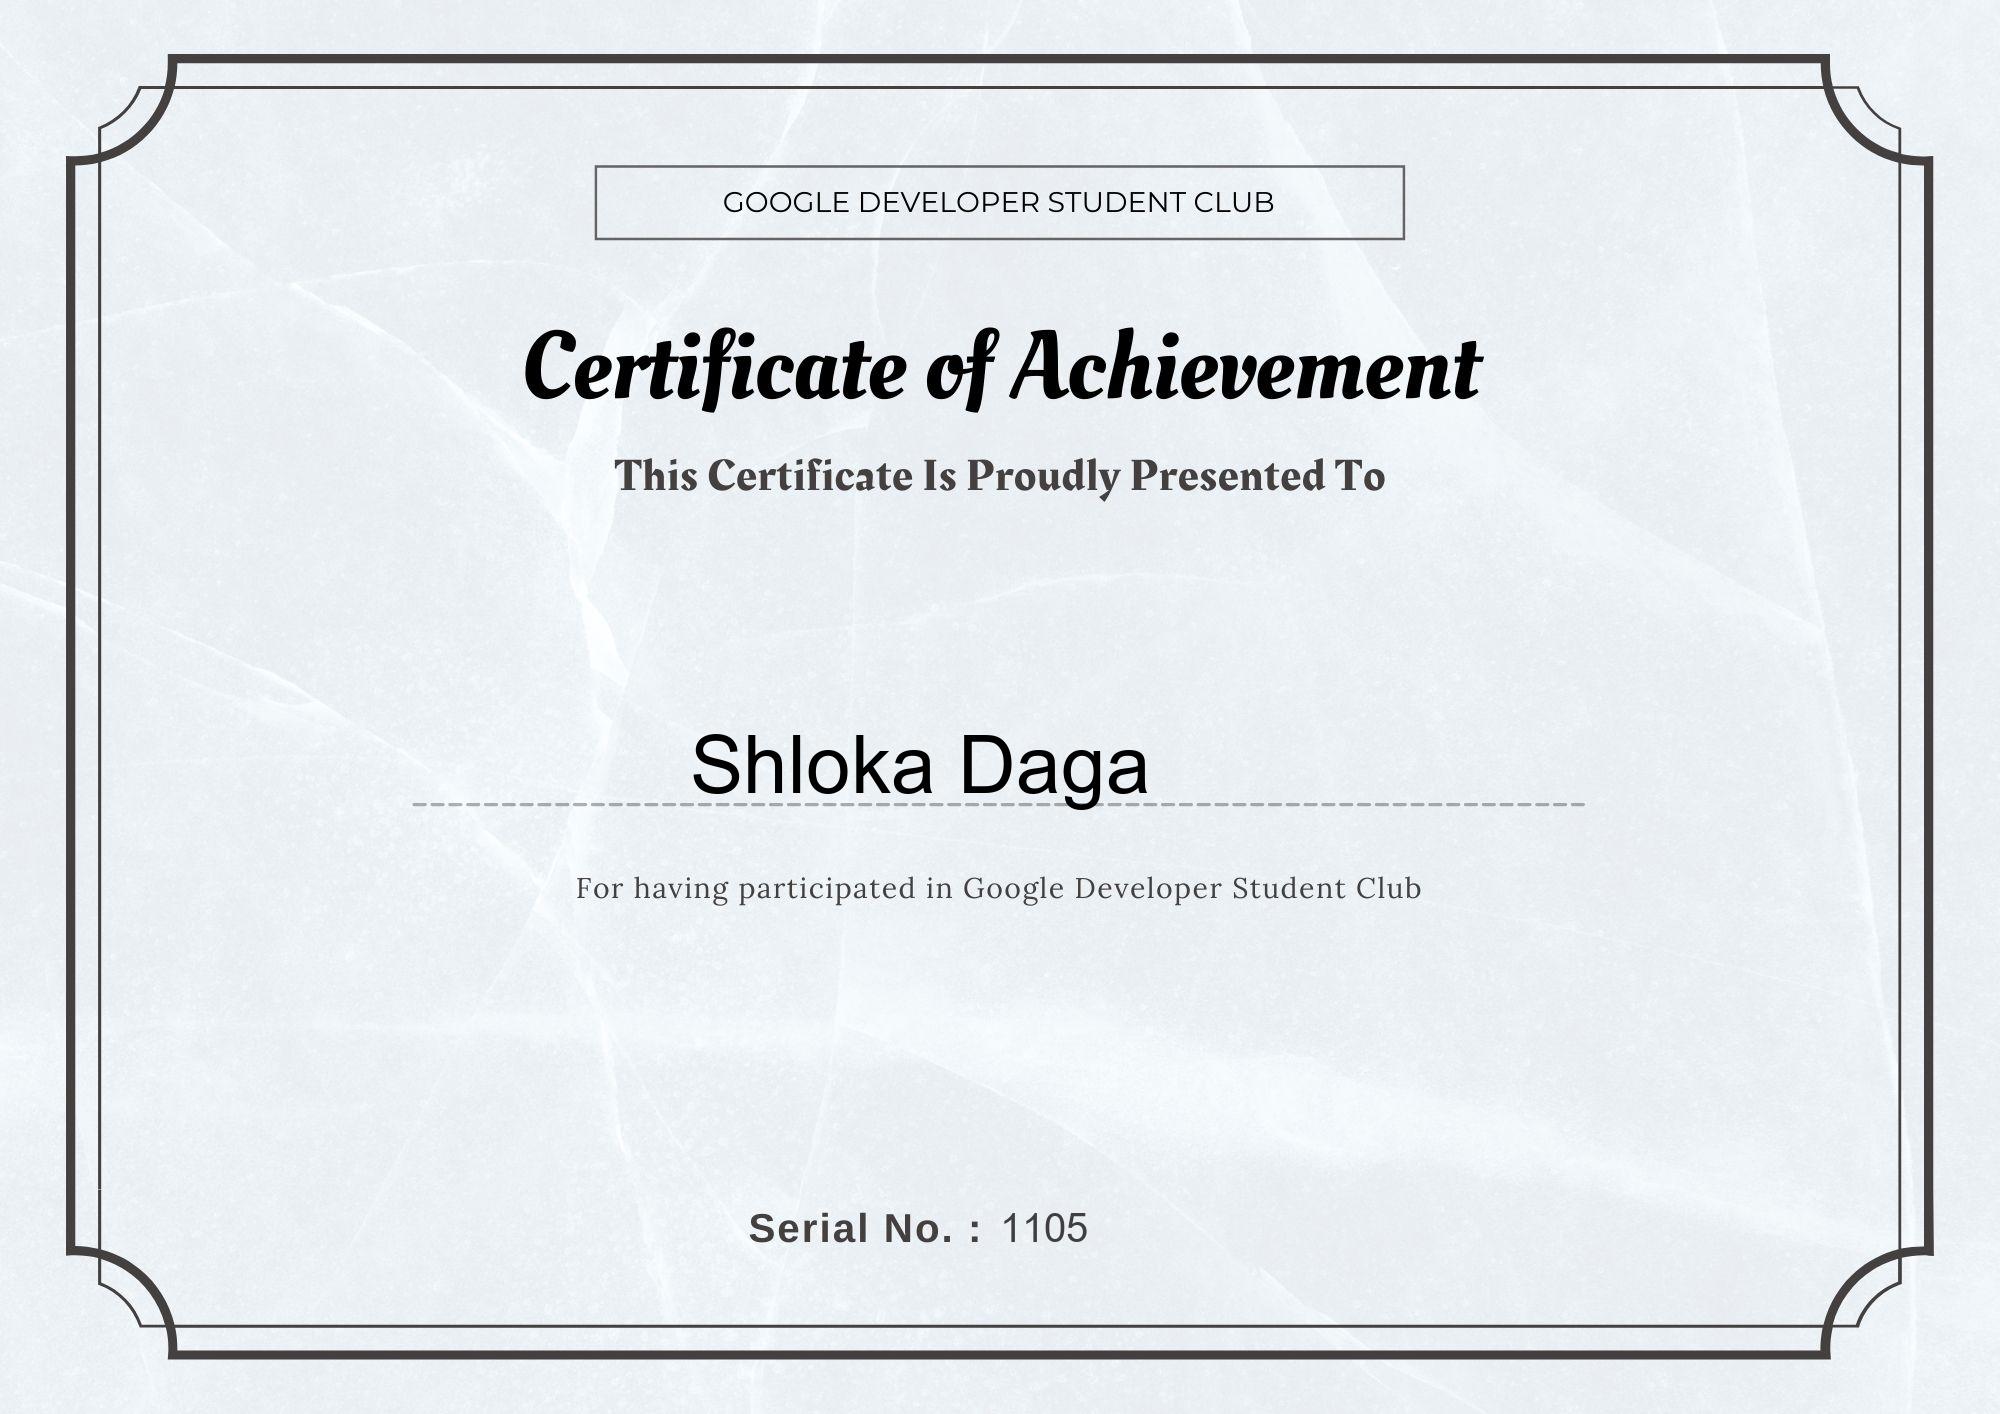 GOOGLE DEVELOPER STUDENT CLUB
Certificate of Achievement
This Certificate Is Proudly Presented To
Shloka Daga
For having participated in Google Developer Student Club
Serial No. : 1105